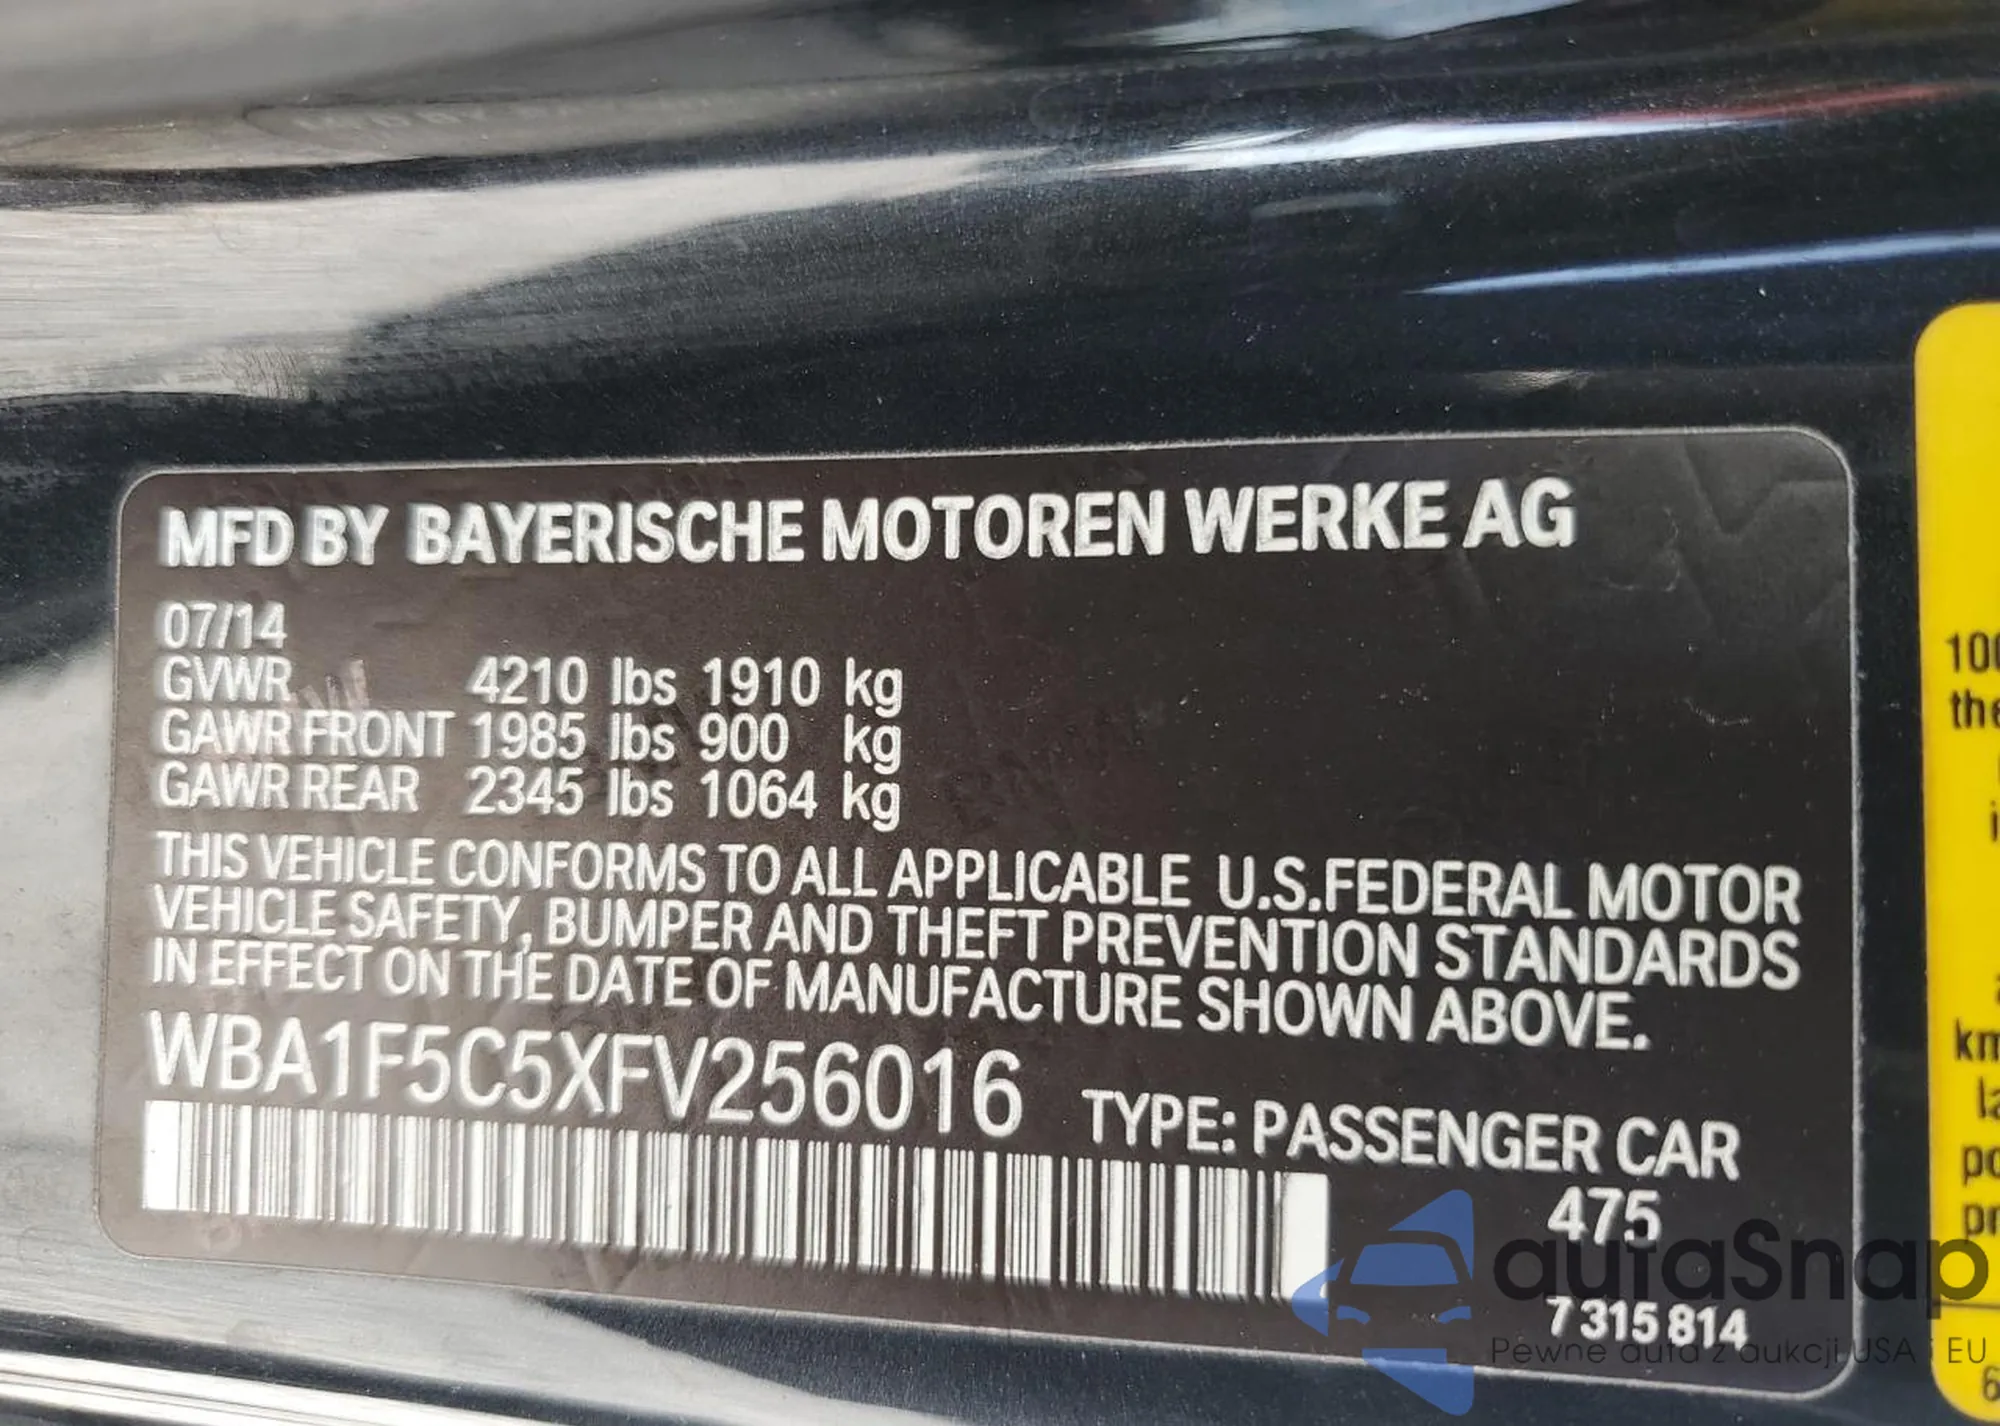 MFD BY BAYERISCHE MOTOREN WERKE AG
07/14
GVWR 4210 lbs 1910 kg
GAWR FRONT 1985 lbs 900 kg
GAWR REAR 2345 lbs 1064 kg
THIS VEHICLE CONFORMS TO ALL APPLICABLE U.S.FEDERAL MOTOR
VEHICLE SAFETY, BUMPER AND THEFT PREVENTION STANDARDS
IN EFFECT ON THE DATE OF MANUFACTURE SHOWN ABOVE.
WBA1F5C5XFV256016
TYPE: PASSENGER CAR
475
7 315 814
autaSnap
Pewne auta z aukcji USA i EU
100
the
km